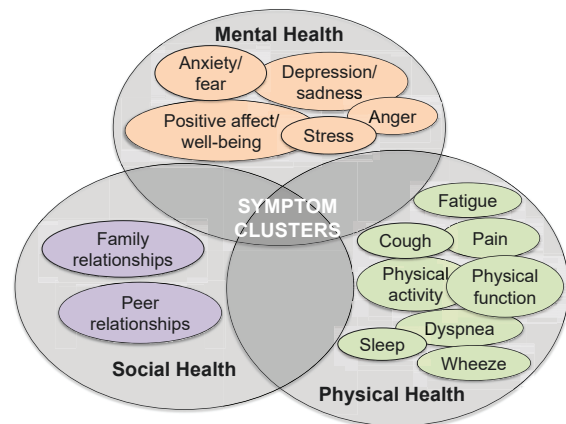 Mental Health
Anxiety/
fear
Depression/
sadness
Anger
Positive affect/
well-being
Stress
SYMPTOM
CLUSTERS
Family
relationships
Peer
relationships
Social Health
Fatigue
Cough
Pain
Physical
activity
Physical
function
Dyspnea
Sleep
Wheeze
Physical Health